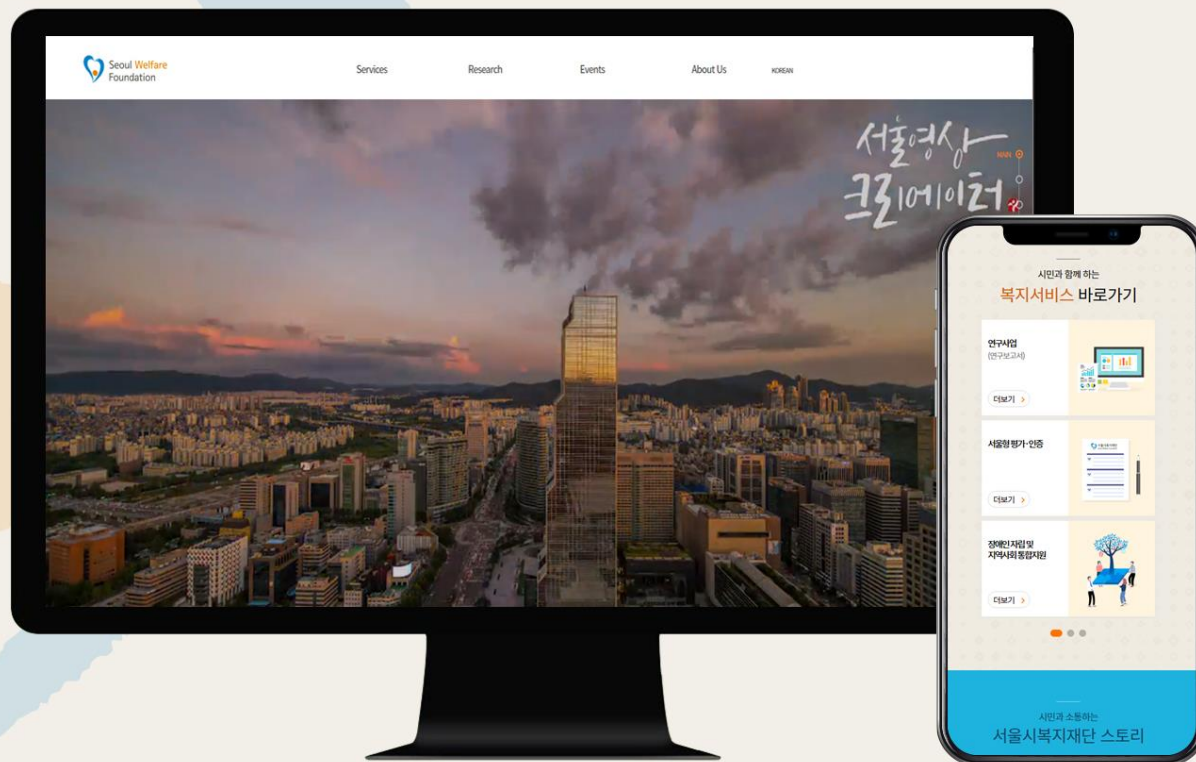 Seoul Welfare
Foundation
Services
Research
Events
About Us
KOREAN
서울영상
크리에이터
MAIN
시민과 함께 하는
복지서비스 바로가기
연구사업
(연구보고서)
더보기 >
서울형 평가·인증
더보기 >
장애인 자립 및
지역사회 통합지원
더보기 >
시민과 소통하는
서울시복지재단 스토리